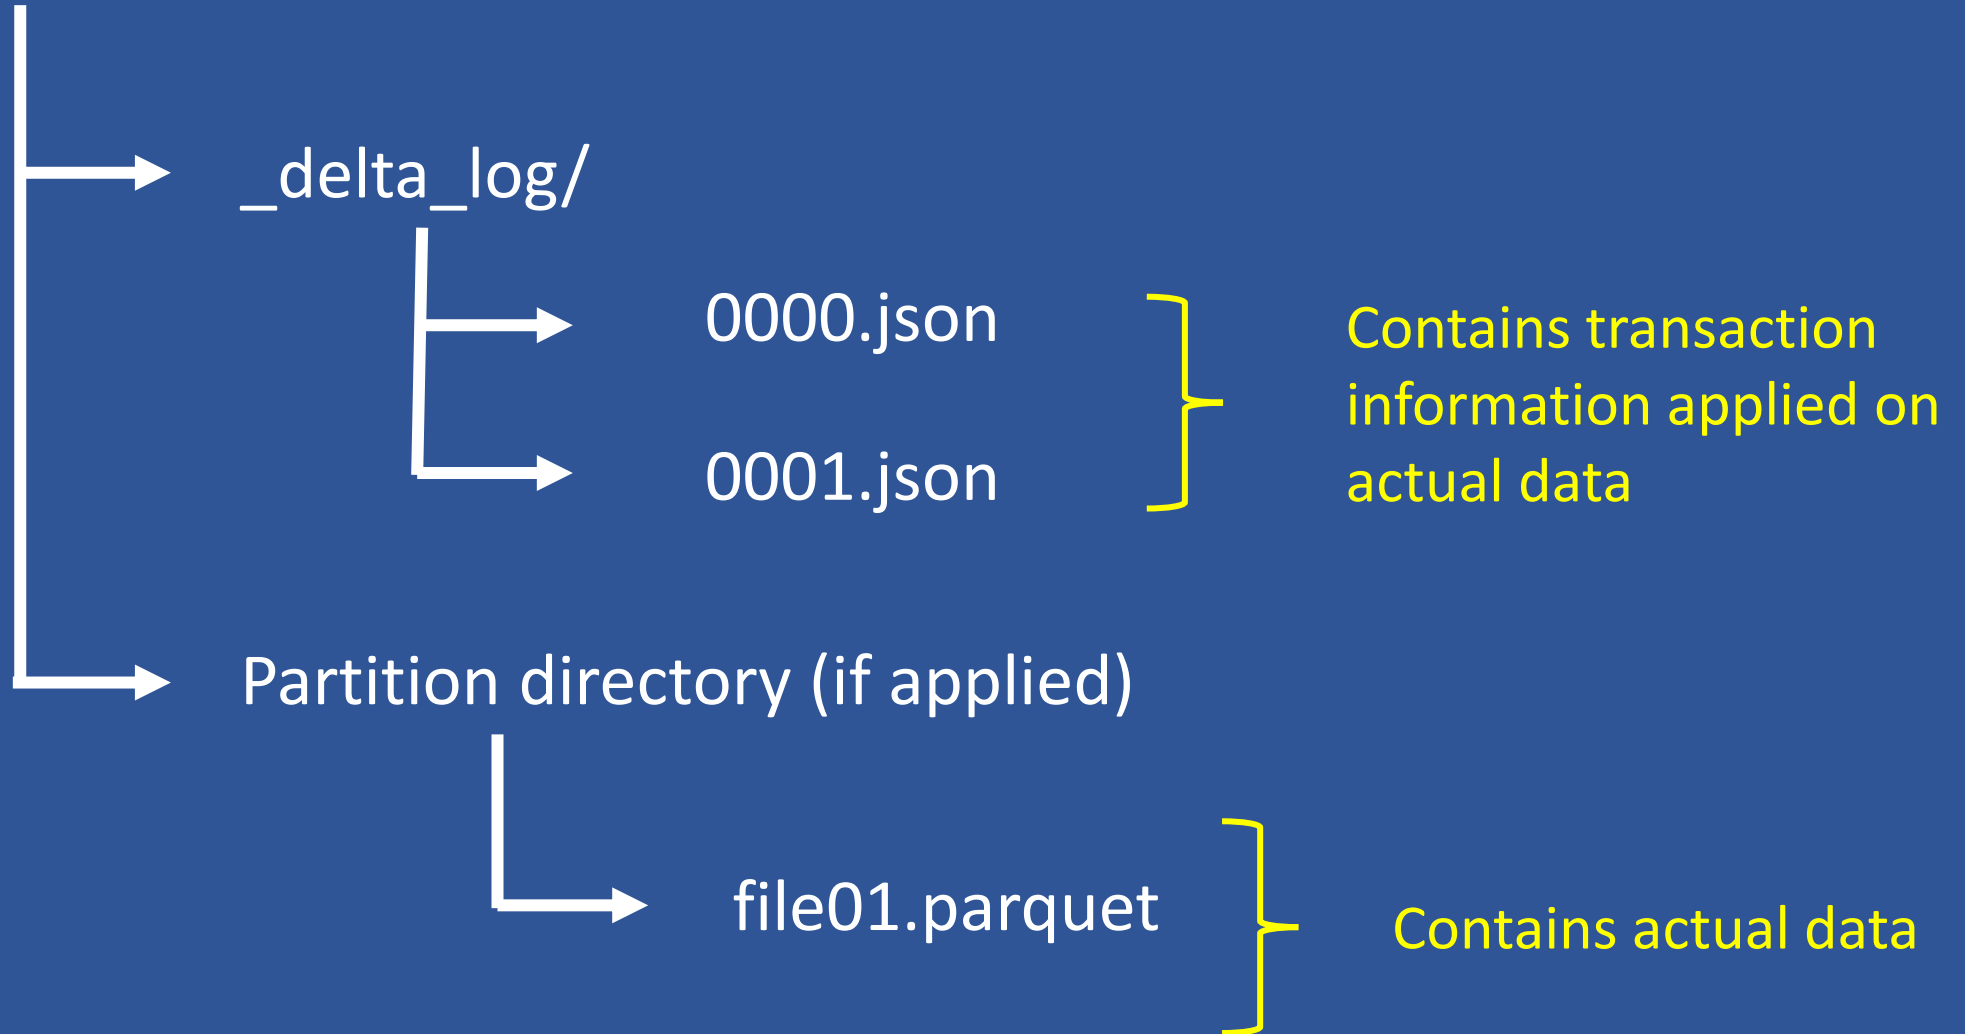 _delta_log/
0000.json
0001.json
Contains transaction
information applied on
actual data
Partition directory (if applied)
file01.parquet
Contains actual data